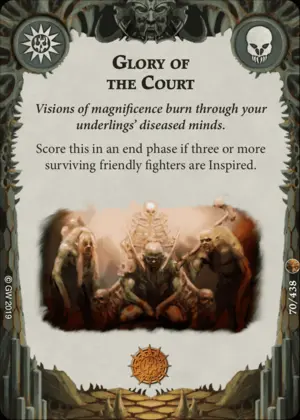 GLORY OF
THE COURT
Visions of magnificence burn through your
underlings' diseased minds.
Score this in an end phase if three or more
surviving friendly fighters are Inspired.
© GW 2019
70/438